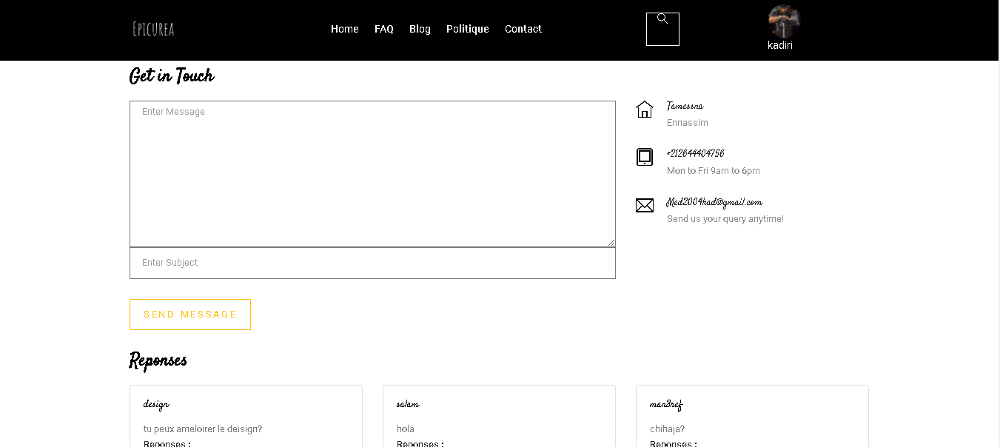 Epicurea
Home FAQ Blog Politique Contact
kadiri
Get in Touch
Enter Message
Enter Subject
SEND MESSAGE
Tamessna
Ennassim
+212644404756
Mon to Fri 9am to 6pm
Med2004kad@gmail.com
Send us your query anytime!
Reponses
design
tu peux ameloirer le deisign?
Reponses :
salam
hola
Reponses :
man3ref
chihaja?
Reponses :